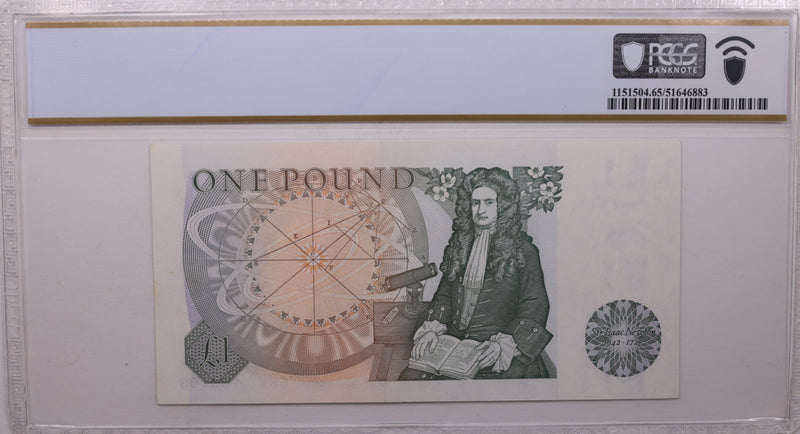 PCGS
BANKNOTE
1151504.65/51646883
ONE POUND
£1
Sir Isaac Newton
1642-1727